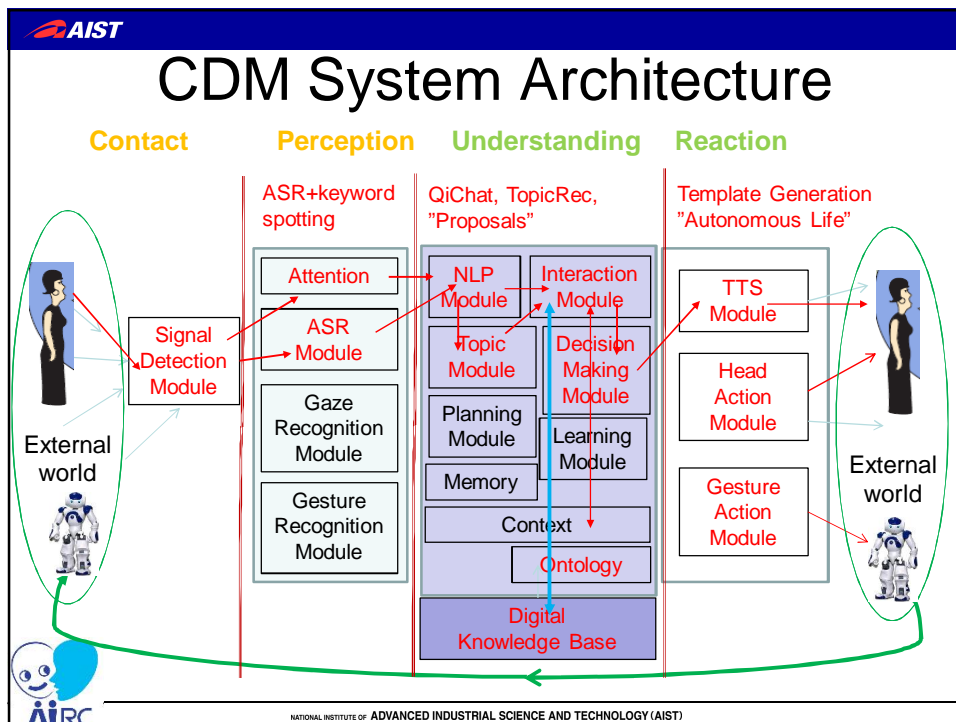 AIST
CDM System Architecture
Contact
Perception
Understanding
Reaction
ASR+keyword
spotting
QiChat, TopicRec,
”Proposals”
Template Generation
”Autonomous Life”
External
world
Signal
Detection
Module
Attention
ASR
Module
Gaze
Recognition
Module
Gesture
Recognition
Module
NLP
Module
Interaction
Module
Topic
Module
Decision
Making
Module
Planning
Module
Learning
Module
Memory
Context
Ontology
Digital
Knowledge Base
TTS
Module
Head
Action
Module
Gesture
Action
Module
External
world
AIRC
NATIONAL INSTITUTE OF ADVANCED INDUSTRIAL SCIENCE AND TECHNOLOGY (AIST)